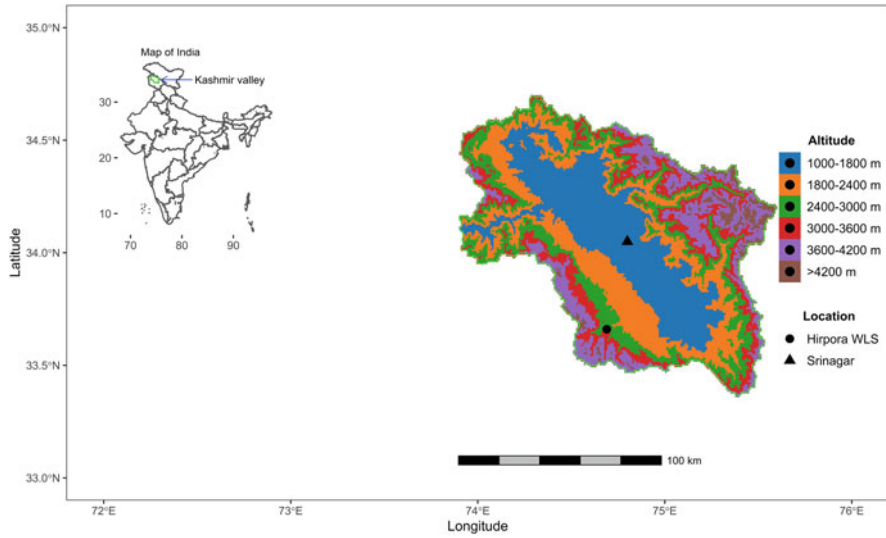 35.0°N
34.5°N
34.0°N
33.5°N
33.0°N
Latitude
Map of India
Kashmir valley
30
20
10
70
80
90
Altitude
1000-1800 m
1800-2400 m
2400-3000 m
3000-3600 m
3600-4200 m
>4200 m
Location
Hirpora WLS
Srinagar
100 km
72°E
73°E
74°E
75°E
76°E
Longitude